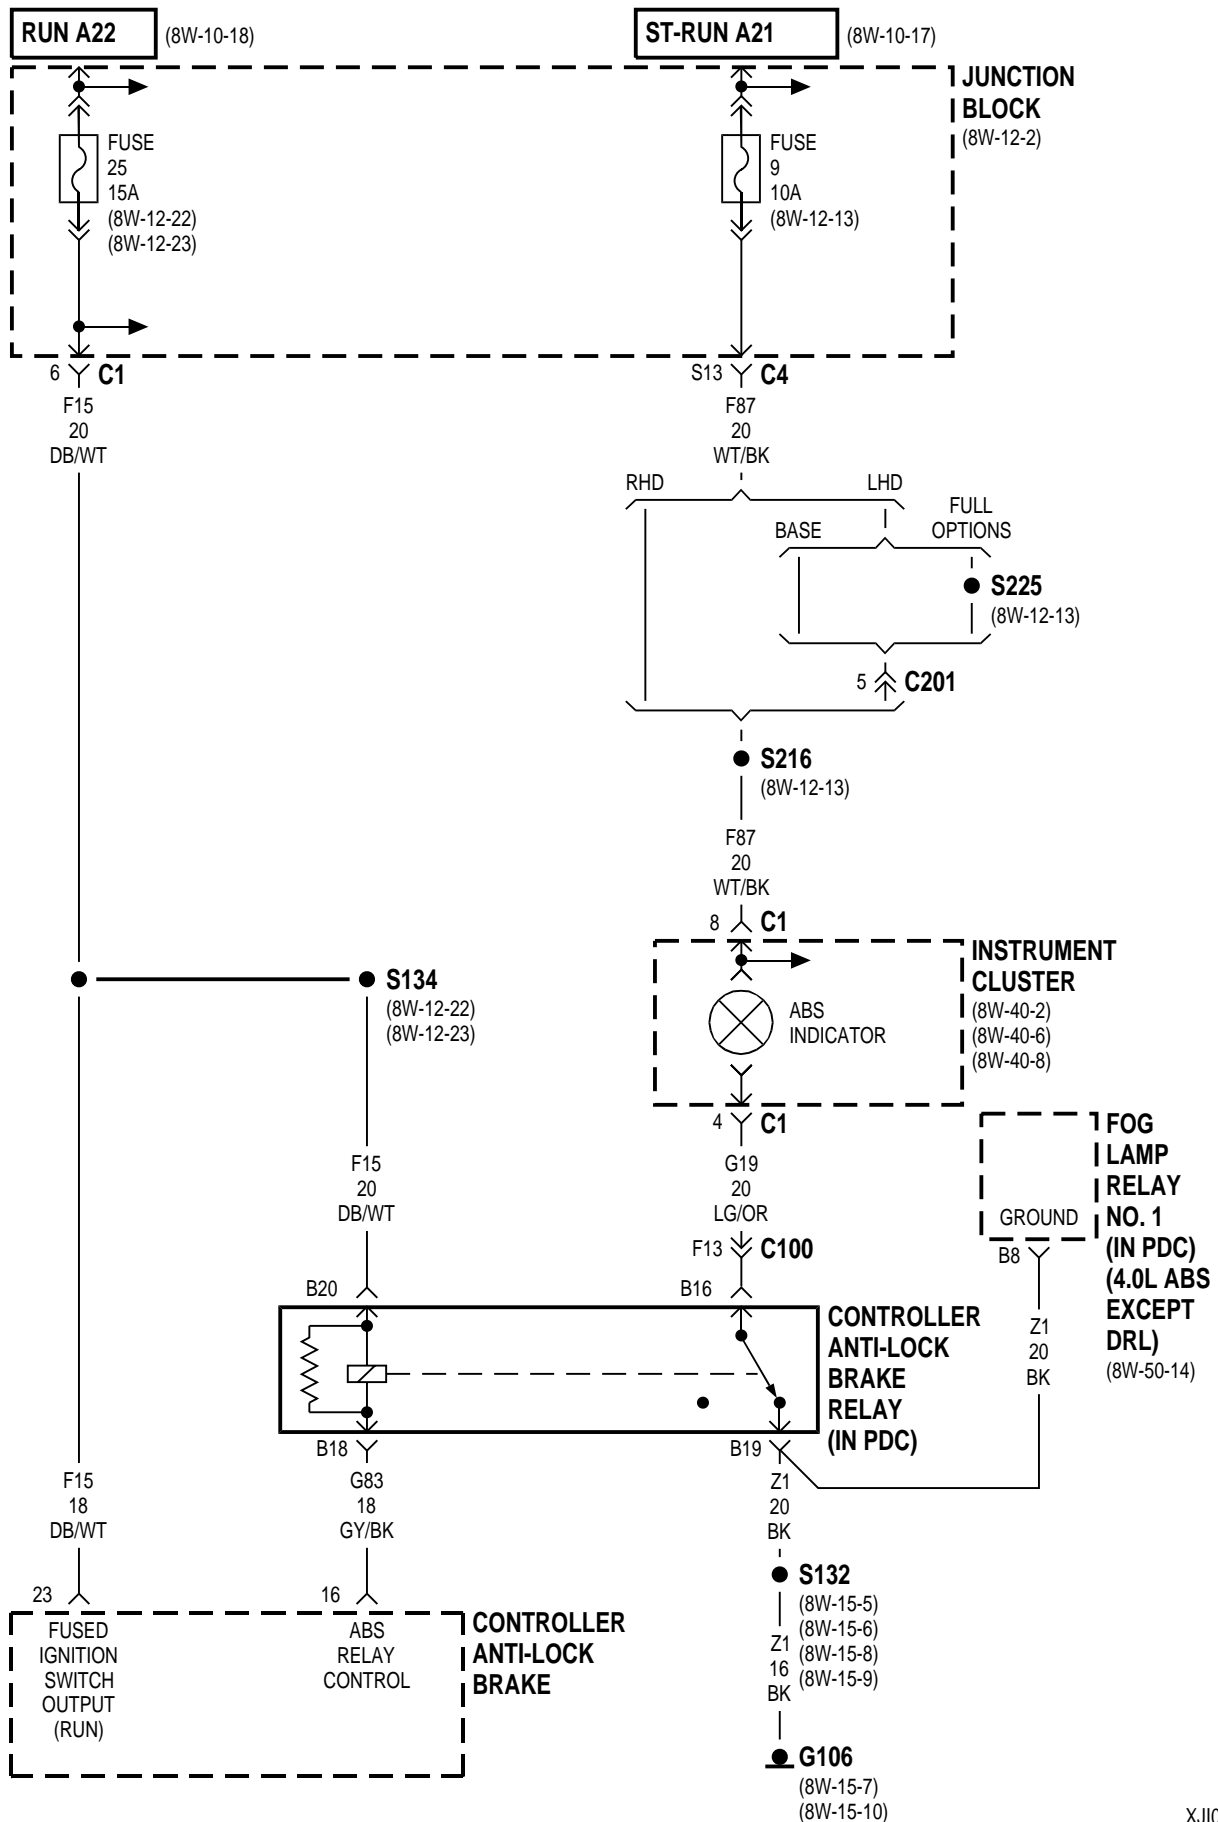 RUN A22
(8W-10-18)
ST-RUN A21
(8W-10-17)
JUNCTION
BLOCK
(8W-12-2)
FUSE
25
15A
(8W-12-22)
(8W-12-23)
FUSE
9
10A
(8W-12-13)
6
C1
F15
20
DB/WT
S13
C4
F87
20
WT/BK
RHD
LHD
BASE
FULL
OPTIONS
S225
(8W-12-13)
5
C201
S216
(8W-12-13)
F87
20
WT/BK
8
C1
INSTRUMENT
CLUSTER
(8W-40-2)
(8W-40-6)
(8W-40-8)
ABS
INDICATOR
S134
(8W-12-22)
(8W-12-23)
4
C1
G19
20
LG/OR
F13
C100
F15
20
DB/WT
FOG
LAMP
RELAY
NO. 1
(IN PDC)
(4.0L ABS
EXCEPT
DRL)
(8W-50-14)
GROUND
B8
Z1
20
BK
B20
B16
CONTROLLER
ANTI-LOCK
BRAKE
RELAY
(IN PDC)
B18
B19
F15
18
DB/WT
G83
18
GY/BK
Z1
20
BK
S132
(8W-15-5)
(8W-15-6)
(8W-15-8)
(8W-15-9)
Z1
16
BK
23
16
FUSED
IGNITION
SWITCH
OUTPUT
(RUN)
ABS
RELAY
CONTROL
CONTROLLER
ANTI-LOCK
BRAKE
G106
(8W-15-7)
(8W-15-10)